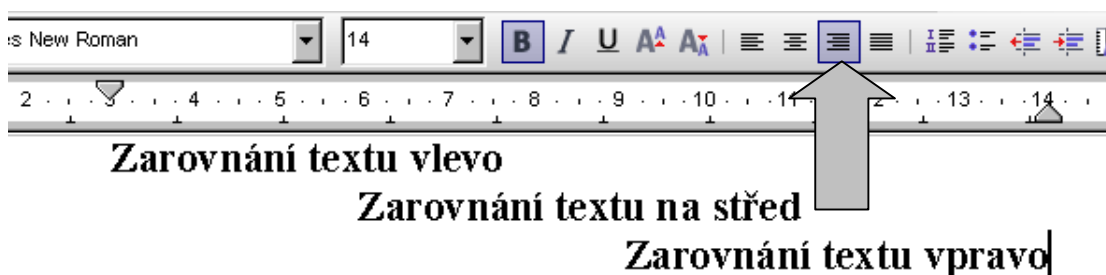 es New Roman 14 B I U A A
2 3 4 5 6 7 8 9 10 11 2 13 14
Zarovnání textu vlevo
Zarovnání textu na střed
Zarovnání textu vpravo